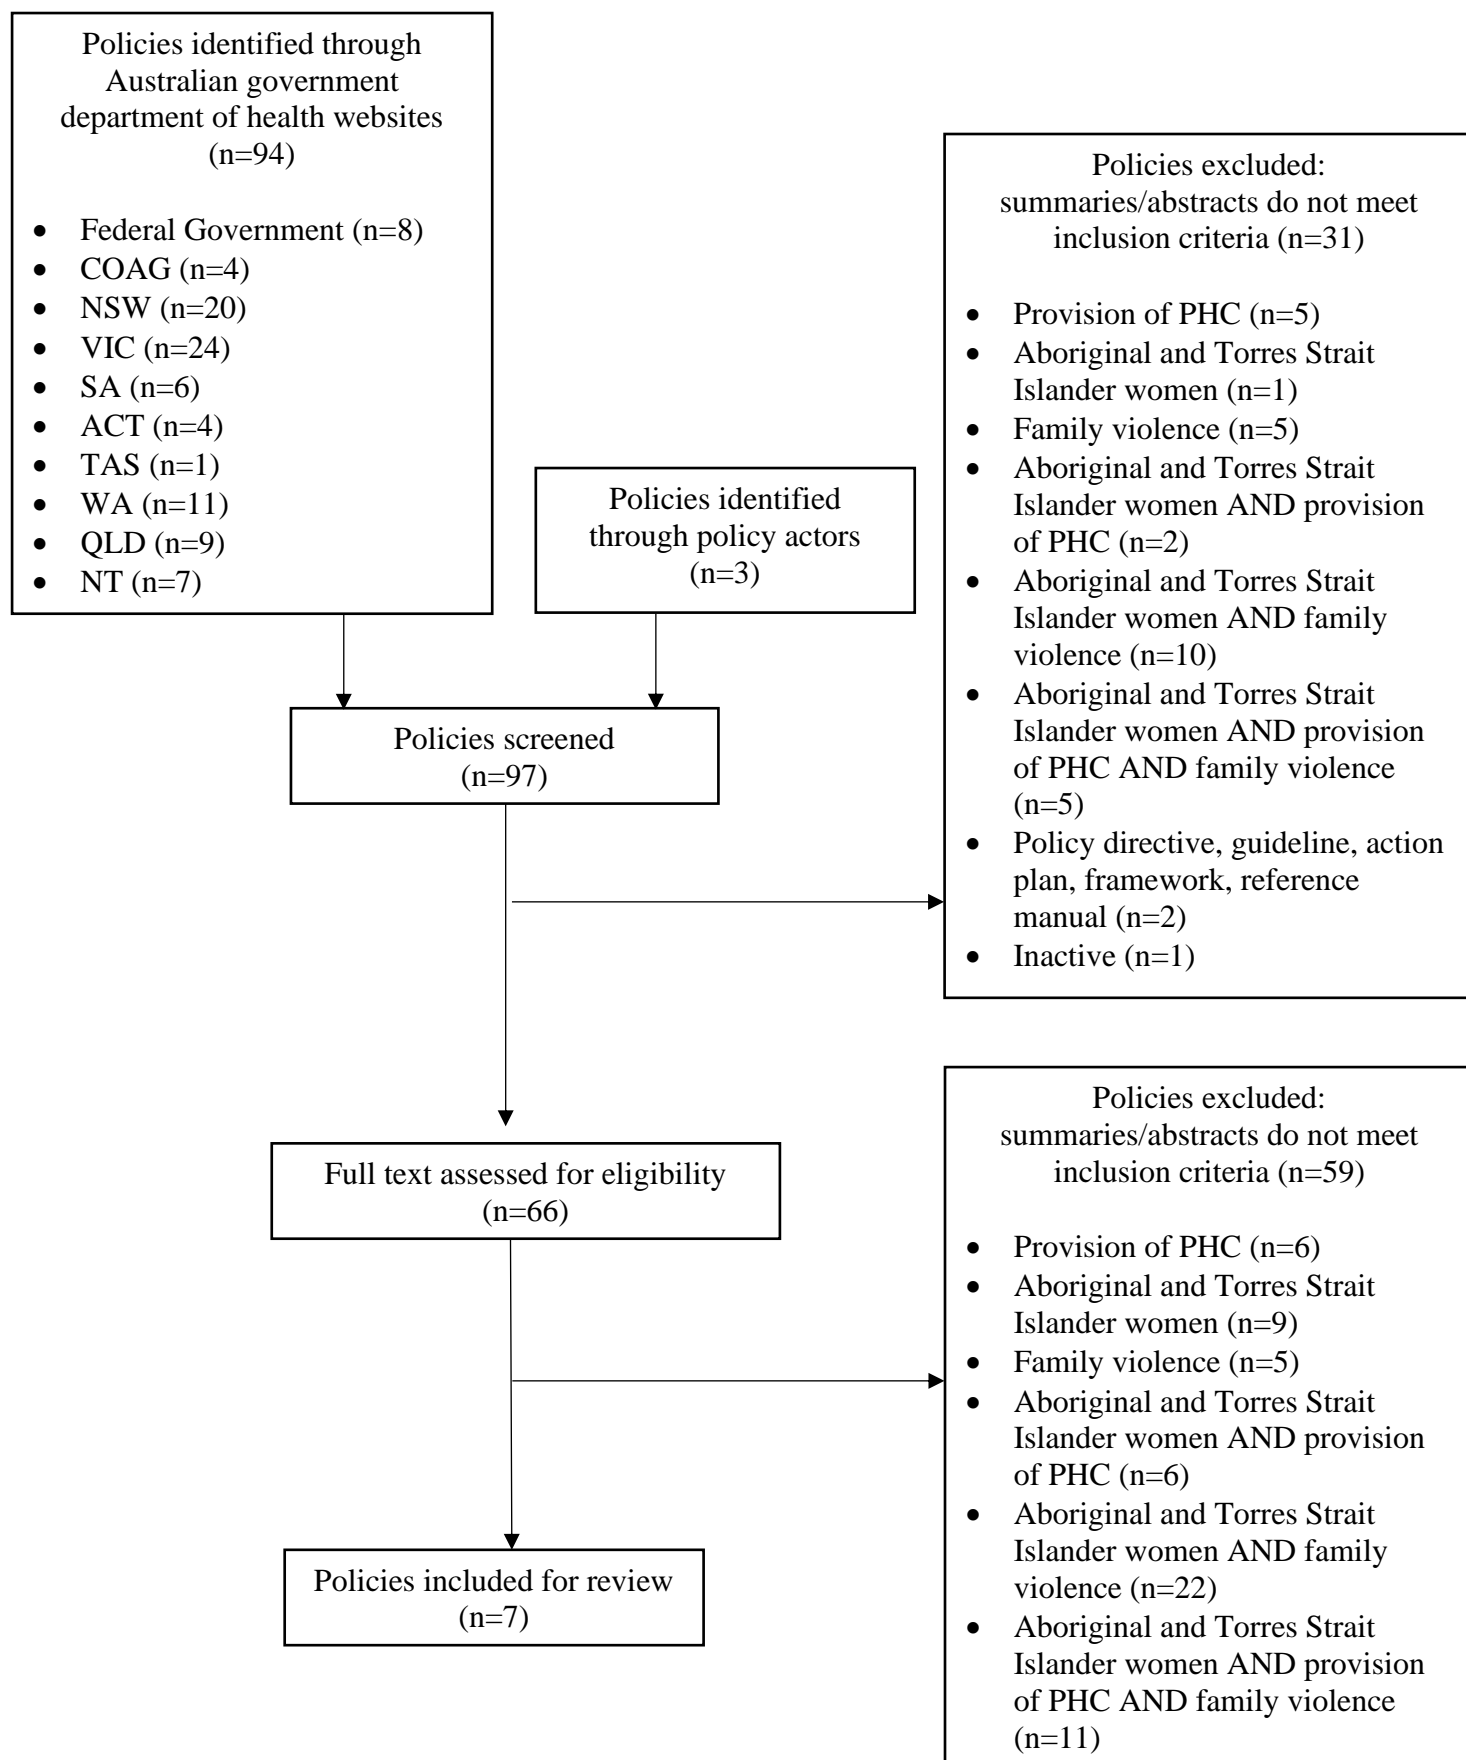 Policies identified through
Australian government
department of health websites
(n=94)
• Federal Government (n=8)
• COAG (n=4)
• NSW (n=20)
• VIC (n=24)
• SA (n=6)
• ACT (n=4)
• TAS (n=1)
• WA (n=11)
• QLD (n=9)
• NT (n=7)
Policies identified
through policy actors
(n=3)
Policies screened
(n=97)
Policies excluded:
summaries/abstracts do not meet
inclusion criteria (n=31)
• Provision of PHC (n=5)
• Aboriginal and Torres Strait
Islander women (n=1)
• Family violence (n=5)
• Aboriginal and Torres Strait
Islander women AND provision
of PHC (n=2)
• Aboriginal and Torres Strait
Islander women AND family
violence (n=10)
• Aboriginal and Torres Strait
Islander women AND provision
of PHC AND family violence
(n=5)
• Policy directive, guideline, action
plan, framework, reference
manual (n=2)
• Inactive (n=1)
Full text assessed for eligibility
(n=66)
Policies excluded:
summaries/abstracts do not meet
inclusion criteria (n=59)
• Provision of PHC (n=6)
• Aboriginal and Torres Strait
Islander women (n=9)
• Family violence (n=5)
• Aboriginal and Torres Strait
Islander women AND provision
of PHC (n=6)
• Aboriginal and Torres Strait
Islander women AND family
violence (n=22)
• Aboriginal and Torres Strait
Islander women AND provision
of PHC AND family violence
(n=11)
Policies included for review
(n=7)